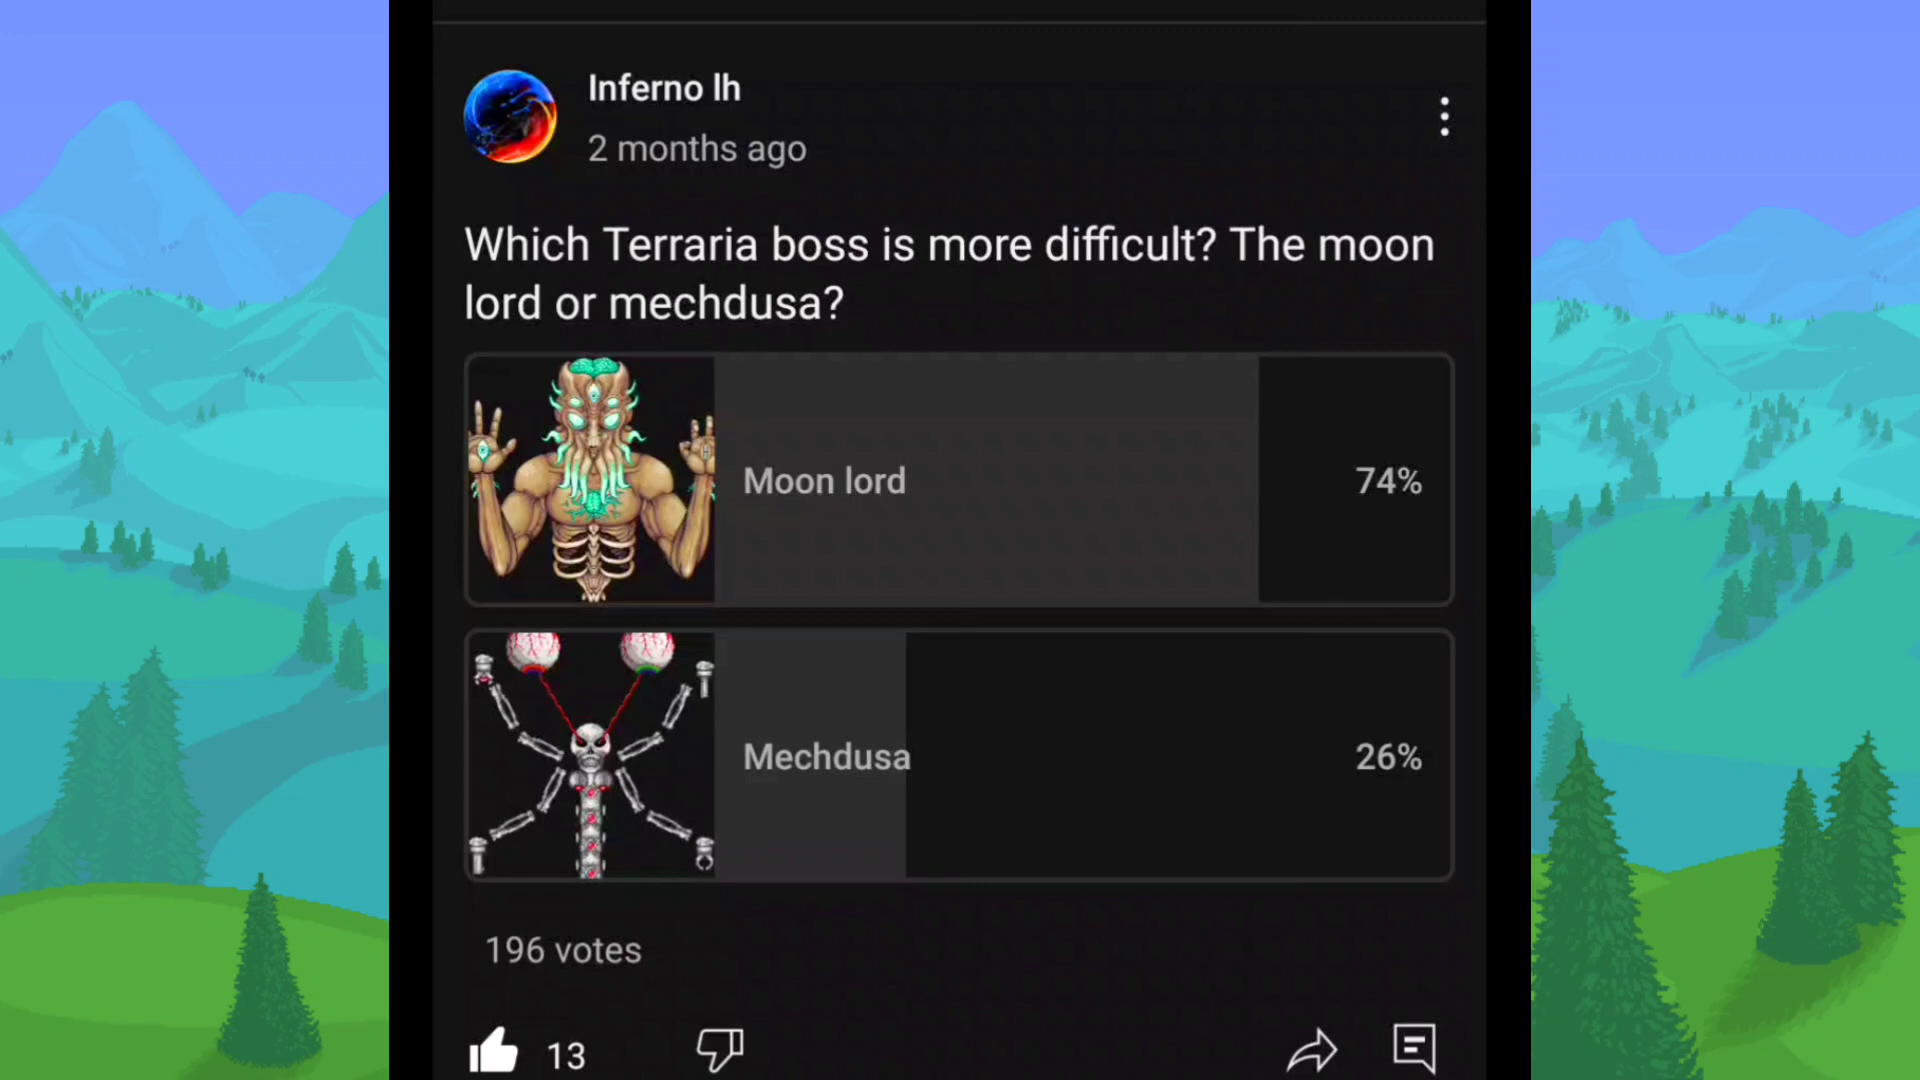 Inferno lh
2 months ago
Which Terraria boss is more difficult? The moon
lord or mechdusa?
Moon lord
74%
Mechdusa
26%
196 votes
13